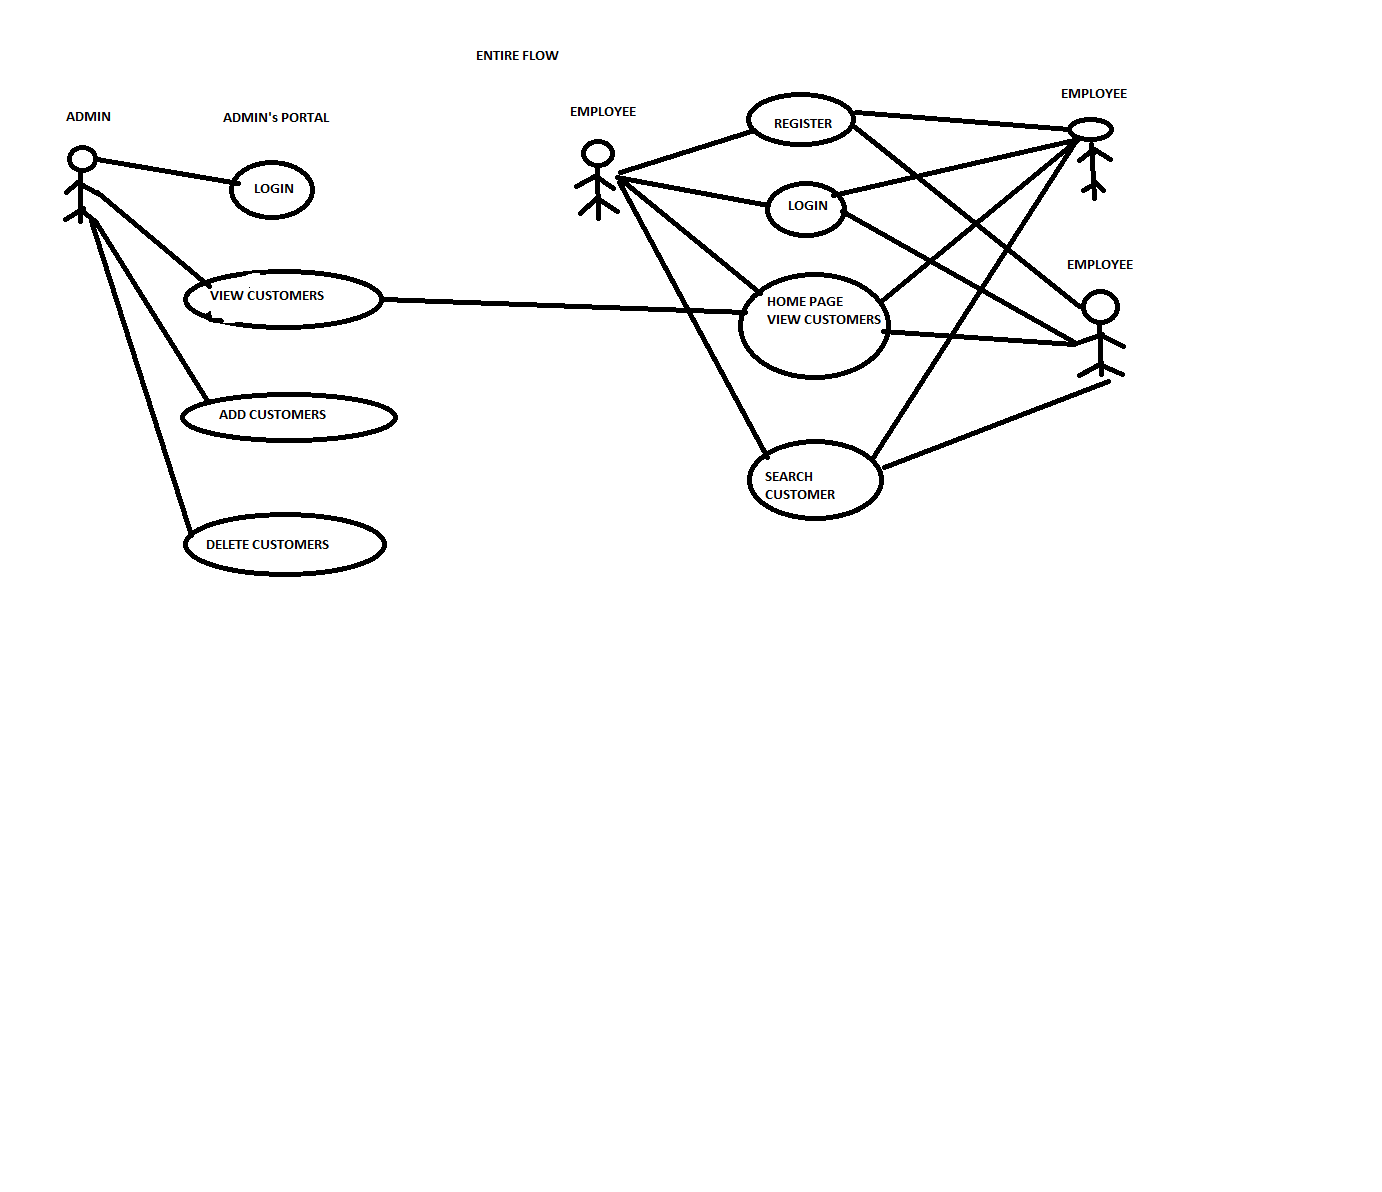 ENTIRE FLOW
ADMIN
ADMIN's PORTAL
LOGIN
VIEW CUSTOMERS
ADD CUSTOMERS
DELETE CUSTOMERS
EMPLOYEE
REGISTER
LOGIN
HOME PAGE
VIEW CUSTOMERS
SEARCH
CUSTOMER
EMPLOYEE
EMPLOYEE